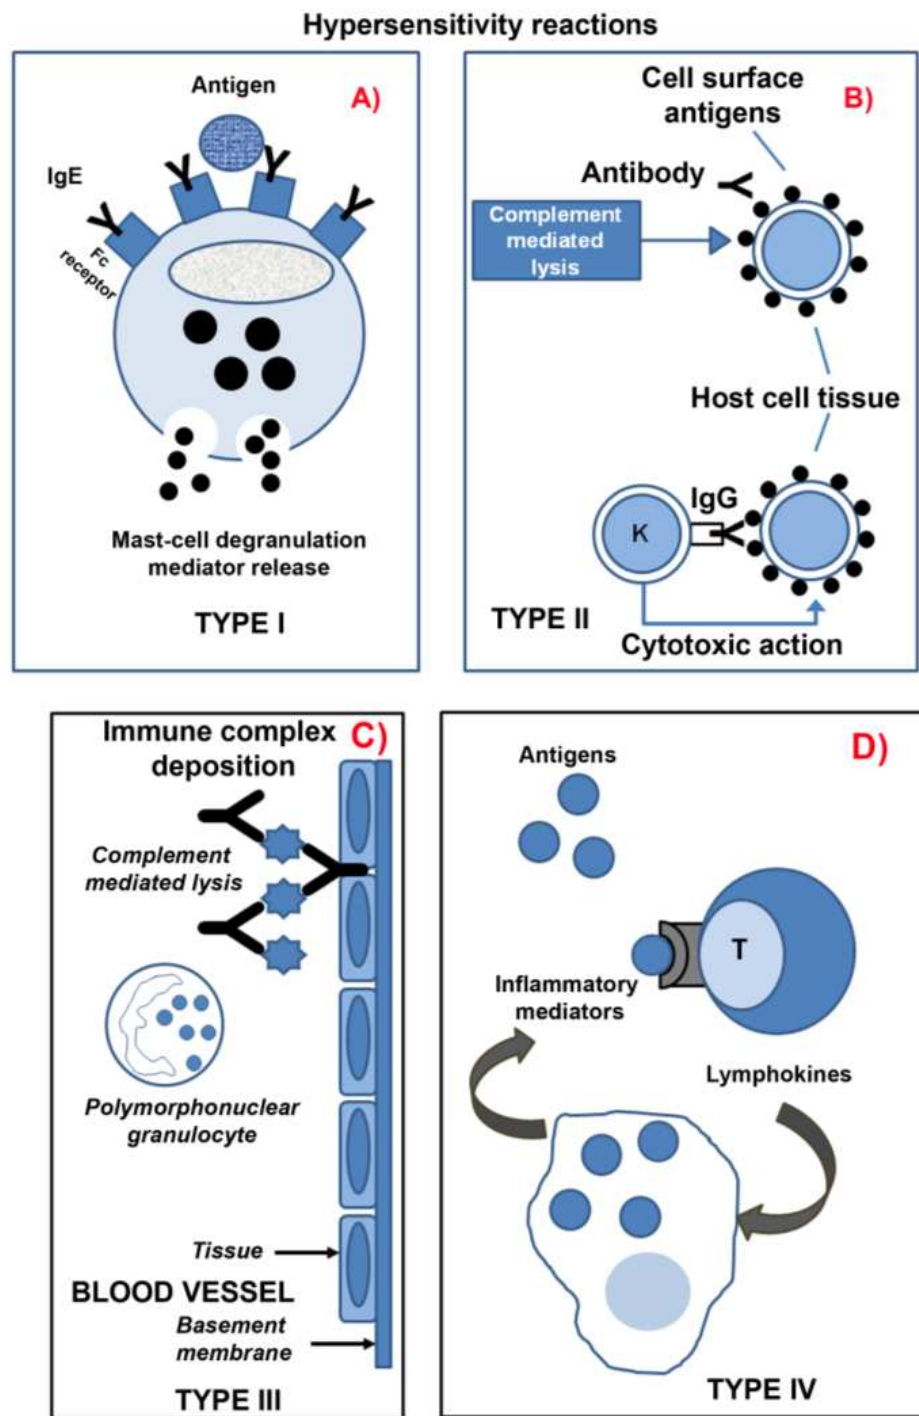 Hypersensitivity reactions
A)
Antigen
IgE
Fc
receptor
Mast-cell degranulation
mediator release
TYPE I
B)
Cell surface
antigens
Antibody
Complement
mediated
lysis
Host cell tissue
IgG
K
TYPE II
Cytotoxic action
C)
Immune complex
deposition
Complement
mediated lysis
Polymorphonuclear
granulocyte
Tissue
BLOOD VESSEL
Basement
membrane
TYPE III
D)
Antigens
T
Inflammatory
mediators
Lymphokines
TYPE IV